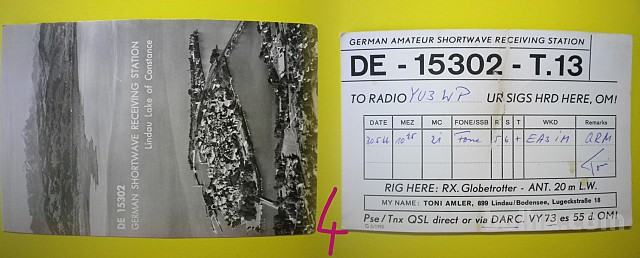 DE 15302
GERMAN SHORTWAVE RECEIVING STATION
Lindau Lake of Constance
4
GERMAN AMATEUR SHORTWAVE RECEIVING STATION
DE - 15302 - T.13
TO RADIO YU3WP UR SIGS HRD HERE, OM!
DATE MEZ MC FONE/SSB R S T WKD Remarks
30.5.66 10 25 21 Fone 5 6 + EA3IM QRM
RIG HERE: RX. Globetrotter - ANT. 20 m L.W.
MY NAME: TONI AMLER, 899 Lindau/Bodensee, Lugeckstraße 18
Pse/Tnx QSL direct or via DARC. VY 73 es 55 d. OM!